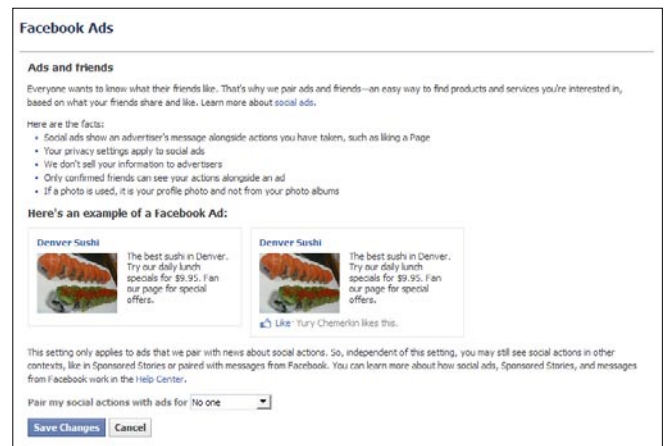 Facebook Ads
Ads and friends
Everyone wants to know what their friends like. That's why we pair ads and friends—an easy way to find products and services you're interested in,
based on what your friends share and like. Learn more about social ads.
Here are the facts:
• Social ads show an advertiser's message alongside actions you have taken, such as liking a Page
• Your privacy settings apply to social ads
• We don't sell your information to advertisers
• Only confirmed friends can see your actions alongside an ad
• If a photo is used, it is your profile photo and not from your photo albums
Here's an example of a Facebook Ad:
Denver Sushi
The best sushi in Denver.
Try our daily lunch
specials for $9.95. Fan
our page for special
offers.
Denver Sushi
The best sushi in Denver.
Try our daily lunch
specials for $9.95. Fan
our page for special
offers.
Like · Yury Chemerkin likes this.
This setting only applies to ads that we pair with news about social actions. So, independent of this setting, you may still see social actions in other
contexts, like in Sponsored Stories or paired with messages from Facebook. You can learn more about how social ads, Sponsored Stories, and messages
from Facebook work in the Help Center.
Pair my social actions with ads for No one
Save Changes Cancel